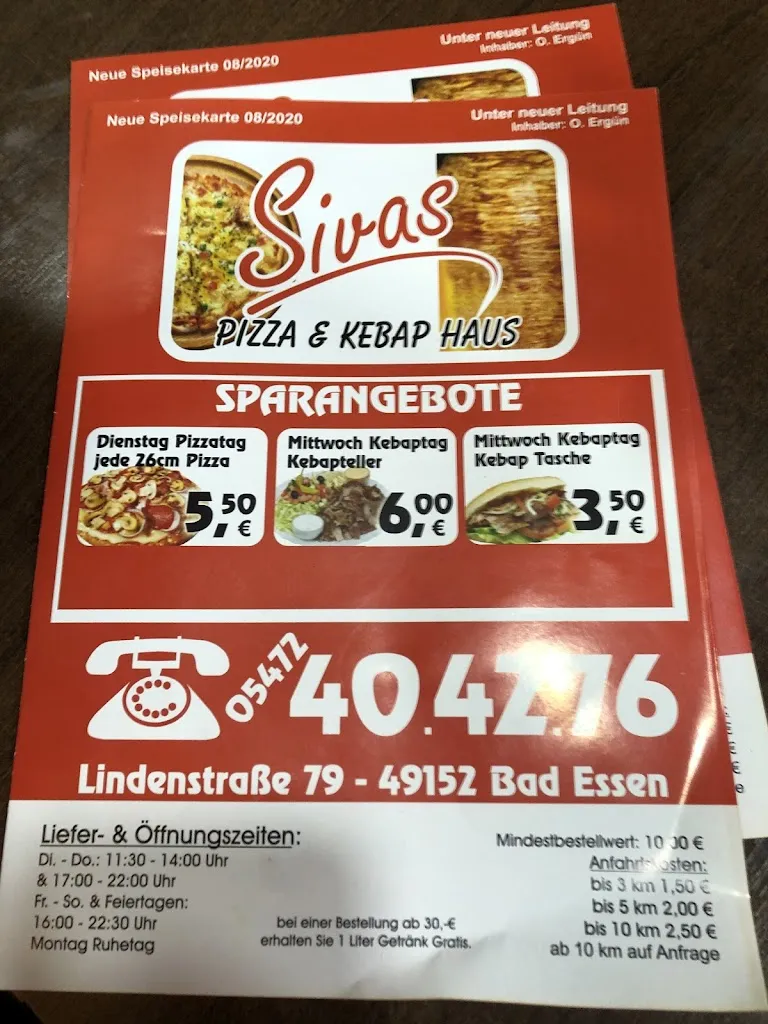 Neue Speisekarte 08/2020
Unter neuer Leitung
Inhaber: O. Ergün
Neue Speisekarte 08/2020
Unter neuer Leitung
Inhaber: O. Ergün
Sivas
PIZZA & KEBAP HAUS
SPARANGEBOTE
Dienstag Pizzatag
jede 26cm Pizza
5,50 €
Mittwoch Kebaptag
Kebapteller
6,00 €
Mittwoch Kebaptag
Kebap Tasche
3,50 €
05472
40.42.76
Lindenstraße 79 - 49152 Bad Essen
Liefer- & Öffnungszeiten:
Di. - Do.: 11:30 - 14:00 Uhr
& 17:00 - 22:00 Uhr
Fr. - So. & Feiertagen:
16:00 - 22:30 Uhr
Montag Ruhetag
bei einer Bestellung ab 30,-€
erhalten Sie 1 Liter Getränk Gratis.
Mindestbestellwert: 10,00 €
Anfahrtskosten:
bis 3 km 1,50 €
bis 5 km 2,00 €
bis 10 km 2,50 €
ab 10 km auf Anfrage